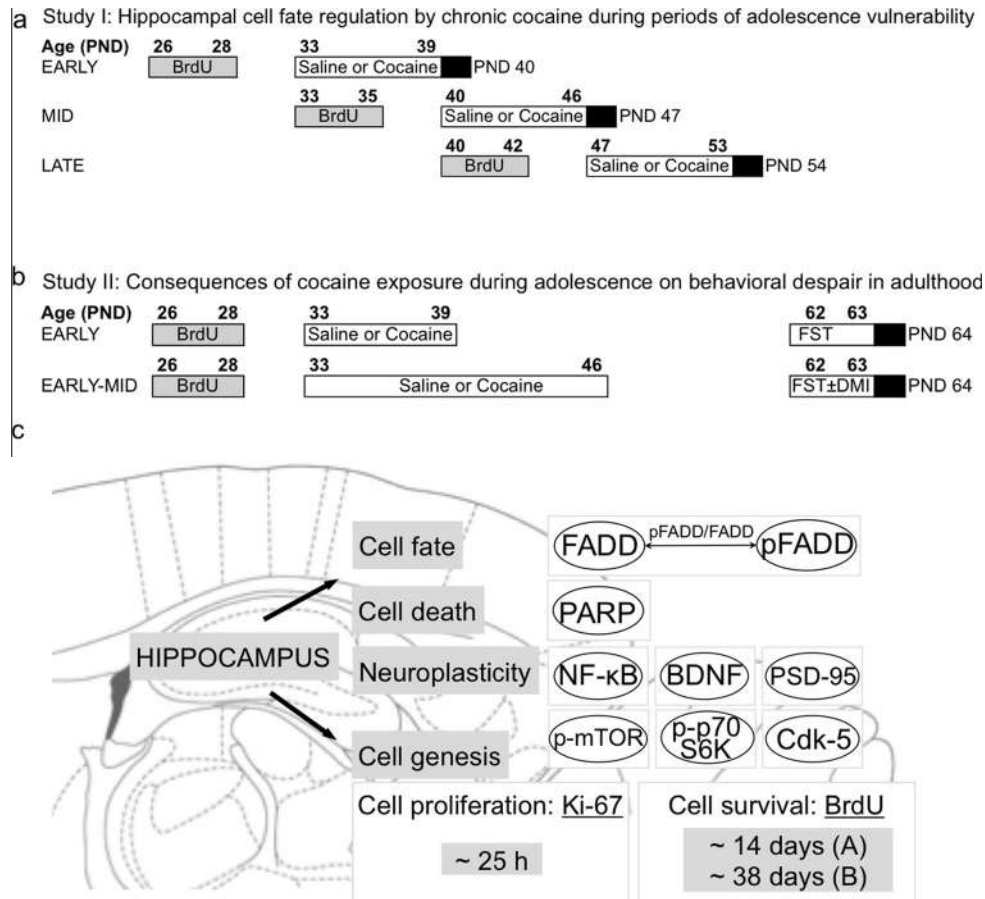 a Study I: Hippocampal cell fate regulation by chronic cocaine during periods of adolescence vulnerability
Age (PND) 26 28 33 39
EARLY BrdU Saline or Cocaine PND 40
33 35 40 46
MID BrdU Saline or Cocaine PND 47
40 42 47 53
LATE BrdU Saline or Cocaine PND 54
b Study II: Consequences of cocaine exposure during adolescence on behavioral despair in adulthood
Age (PND) 26 28 33 39 62 63
EARLY BrdU Saline or Cocaine FST PND 64
26 28 33 46 62 63
EARLY-MID BrdU Saline or Cocaine FST±DMI PND 64
c
Cell fate FADD pFADD/FADD pFADD
Cell death PARP
HIPPOCAMPUS
Neuroplasticity NF-κB BDNF PSD-95
Cell genesis p-mTOR p-p70 S6K Cdk-5
Cell proliferation: Ki-67
~ 25 h
Cell survival: BrdU
~ 14 days (A)
~ 38 days (B)